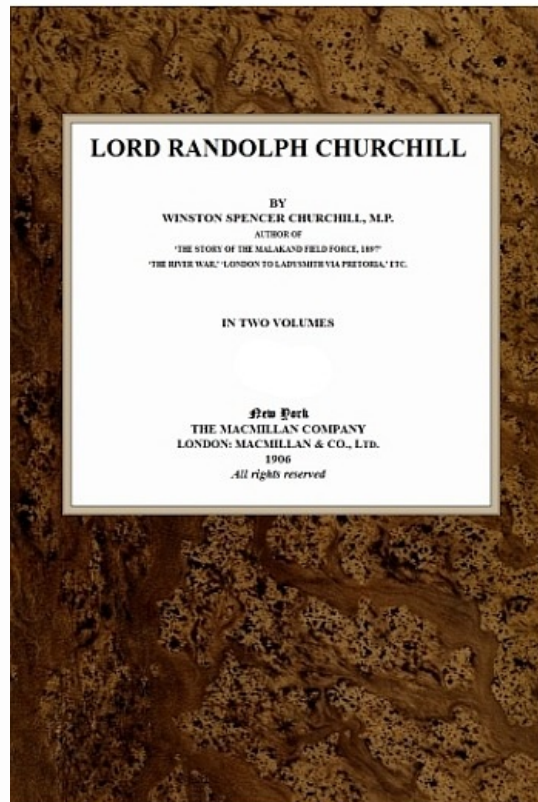 LORD RANDOLPH CHURCHILL
BY
WINSTON SPENCER CHURCHILL, M.P.
AUTHOR OF
'THE STORY OF THE MALAKAND FIELD FORCE, 1897'
'THE RIVER WAR,' 'LONDON TO LADYSMITH VIA PRETORIA,' ETC.
IN TWO VOLUMES
New York
THE MACMILLAN COMPANY
LONDON: MACMILLAN & CO., LTD.
1906
All rights reserved